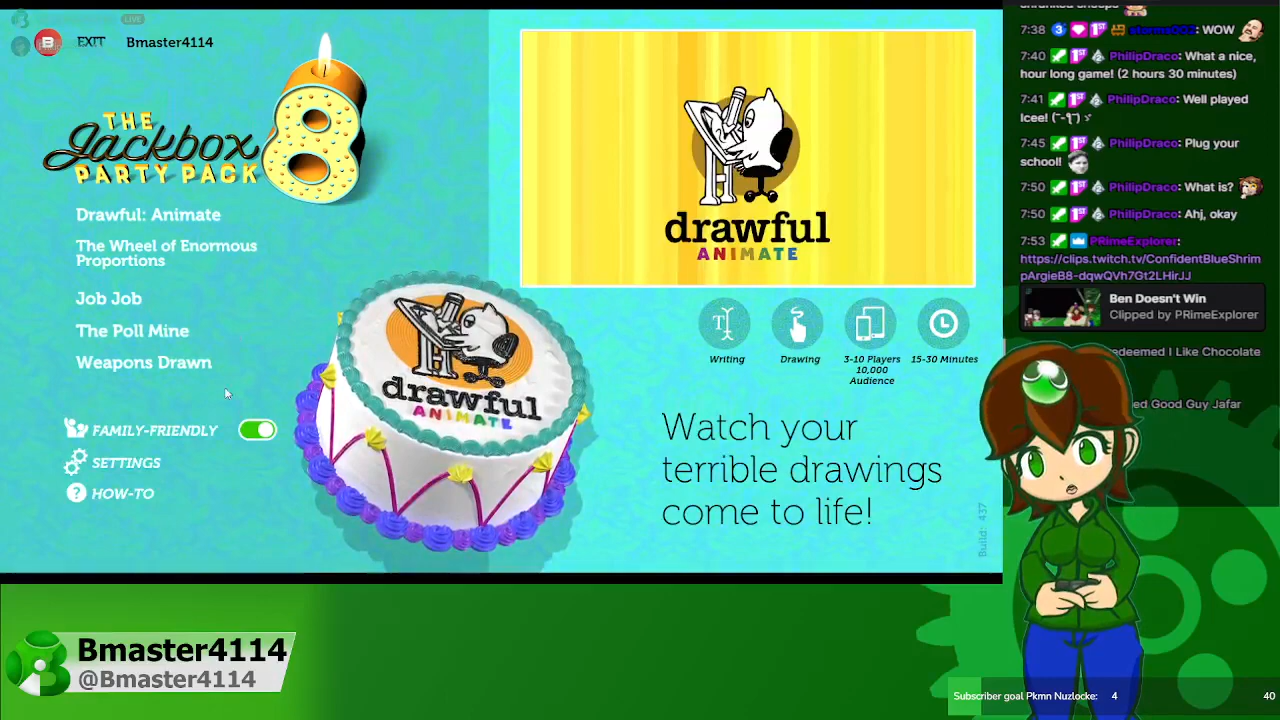 LIVE
EXIT
Bmaster4114
THE
Jackbox
PARTY PACK
8
Drawful: Animate
The Wheel of Enormous
Proportions
Job Job
The Poll Mine
Weapons Drawn
FAMILY-FRIENDLY
SETTINGS
HOW-TO
drawful
ANIMATE
drawful
ANIMATE
Writing
Drawing
3-10 Players
10,000
Audience
15-30 Minutes
Watch your
terrible drawings
come to life!
Build: 437
7:38 WOW
7:40 PhilipDraco: What a nice,
hour long game! (2 hours 30 minutes)
7:41 PhilipDraco: Well played
Icee!
7:45 PhilipDraco: Plug your
school!
7:50 PhilipDraco: What is?
7:50 PhilipDraco: Ahj, okay
7:53 PRimeExplorer:
https://clips.twitch.tv/ConfidentBlueShrim
pArgieB8-dqwQVh7Gt2LHirJJ
Ben Doesn't Win
Clipped by PRimeExplorer
edeemed I Like Chocolate
ed Good Guy Jafar
Bmaster4114
@Bmaster4114
Subscriber goal Pkmn Nuzlocke: 4 40